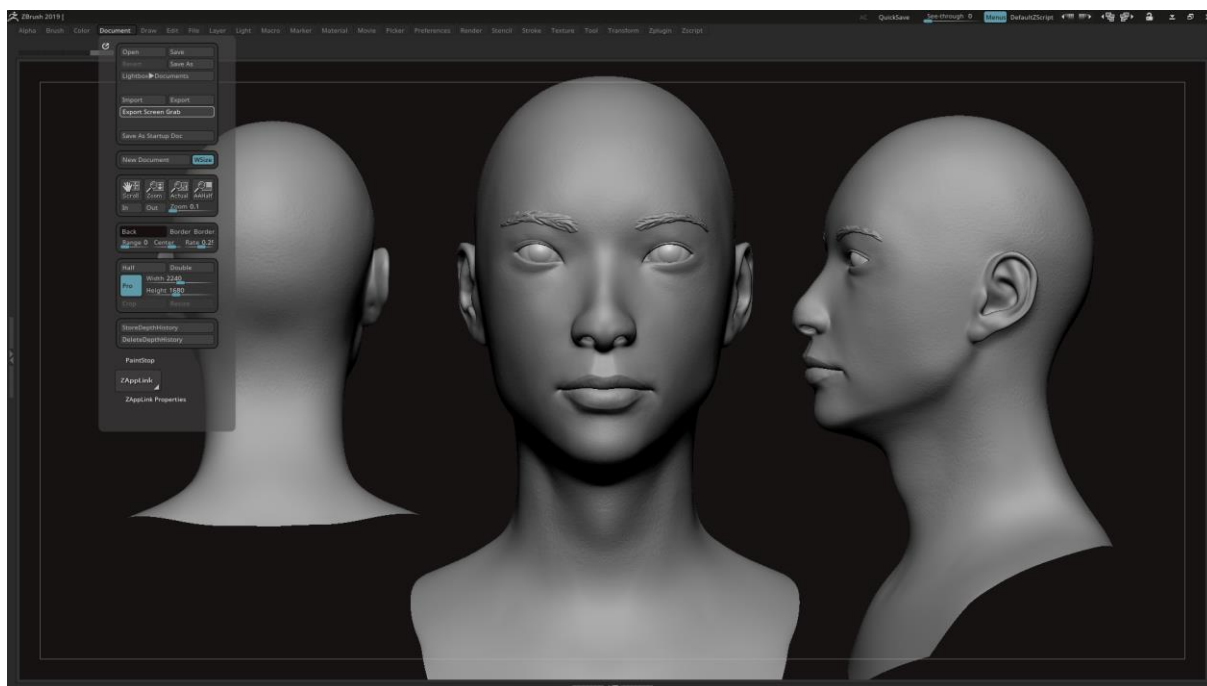 ZBrush 2019 [
AC QuickSave See-through 0 Menus DefaultZScript
Alpha Brush Color Document Draw Edit File Layer Light Macro Marker Material Movie Picker Preferences Render Stencil Stroke Texture Tool Transform Zplugin Zscript
Open Save
Revert Save As
Lightbox▶Documents
Import Export
Export Screen Grab
Save As Startup Doc
New Document WSize
Scroll Zoom Actual AAHalf
In Out Zoom 0.1
Back Border Border
Range 0 Center Rate 0.25
Half Double
Pro Width 2240
Height 1680
Crop Resize
StoreDepthHistory
DeleteDepthHistory
PaintStop
ZAppLink
ZAppLink Properties